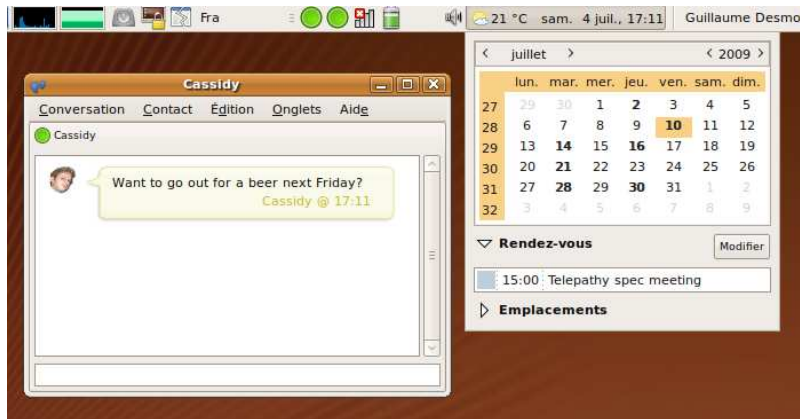 Fra
21 °C sam. 4 juil., 17:11 Guillaume Desmo
Cassidy
Conversation Contact Édition Onglets Aide
Cassidy
Want to go out for a beer next Friday?
Cassidy @ 17:11
juillet 2009
lun. mar. mer. jeu. ven. sam. dim.
27 29 30 1 2 3 4 5
28 6 7 8 9 10 11 12
29 13 14 15 16 17 18 19
30 20 21 22 23 24 25 26
31 27 28 29 30 31 1 2
32 3 4 5 6 7 8 9
Rendez-vous Modifier
15:00 Telepathy spec meeting
Emplacements